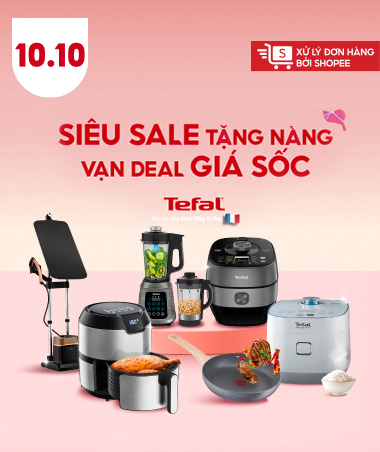 10.10
S
XỬ LÝ ĐƠN HÀNG
BỞI SHOPEE
SIÊU SALE TẶNG NÀNG
VẠN DEAL GIÁ SỐC
Tefal
Tefal
Tefal